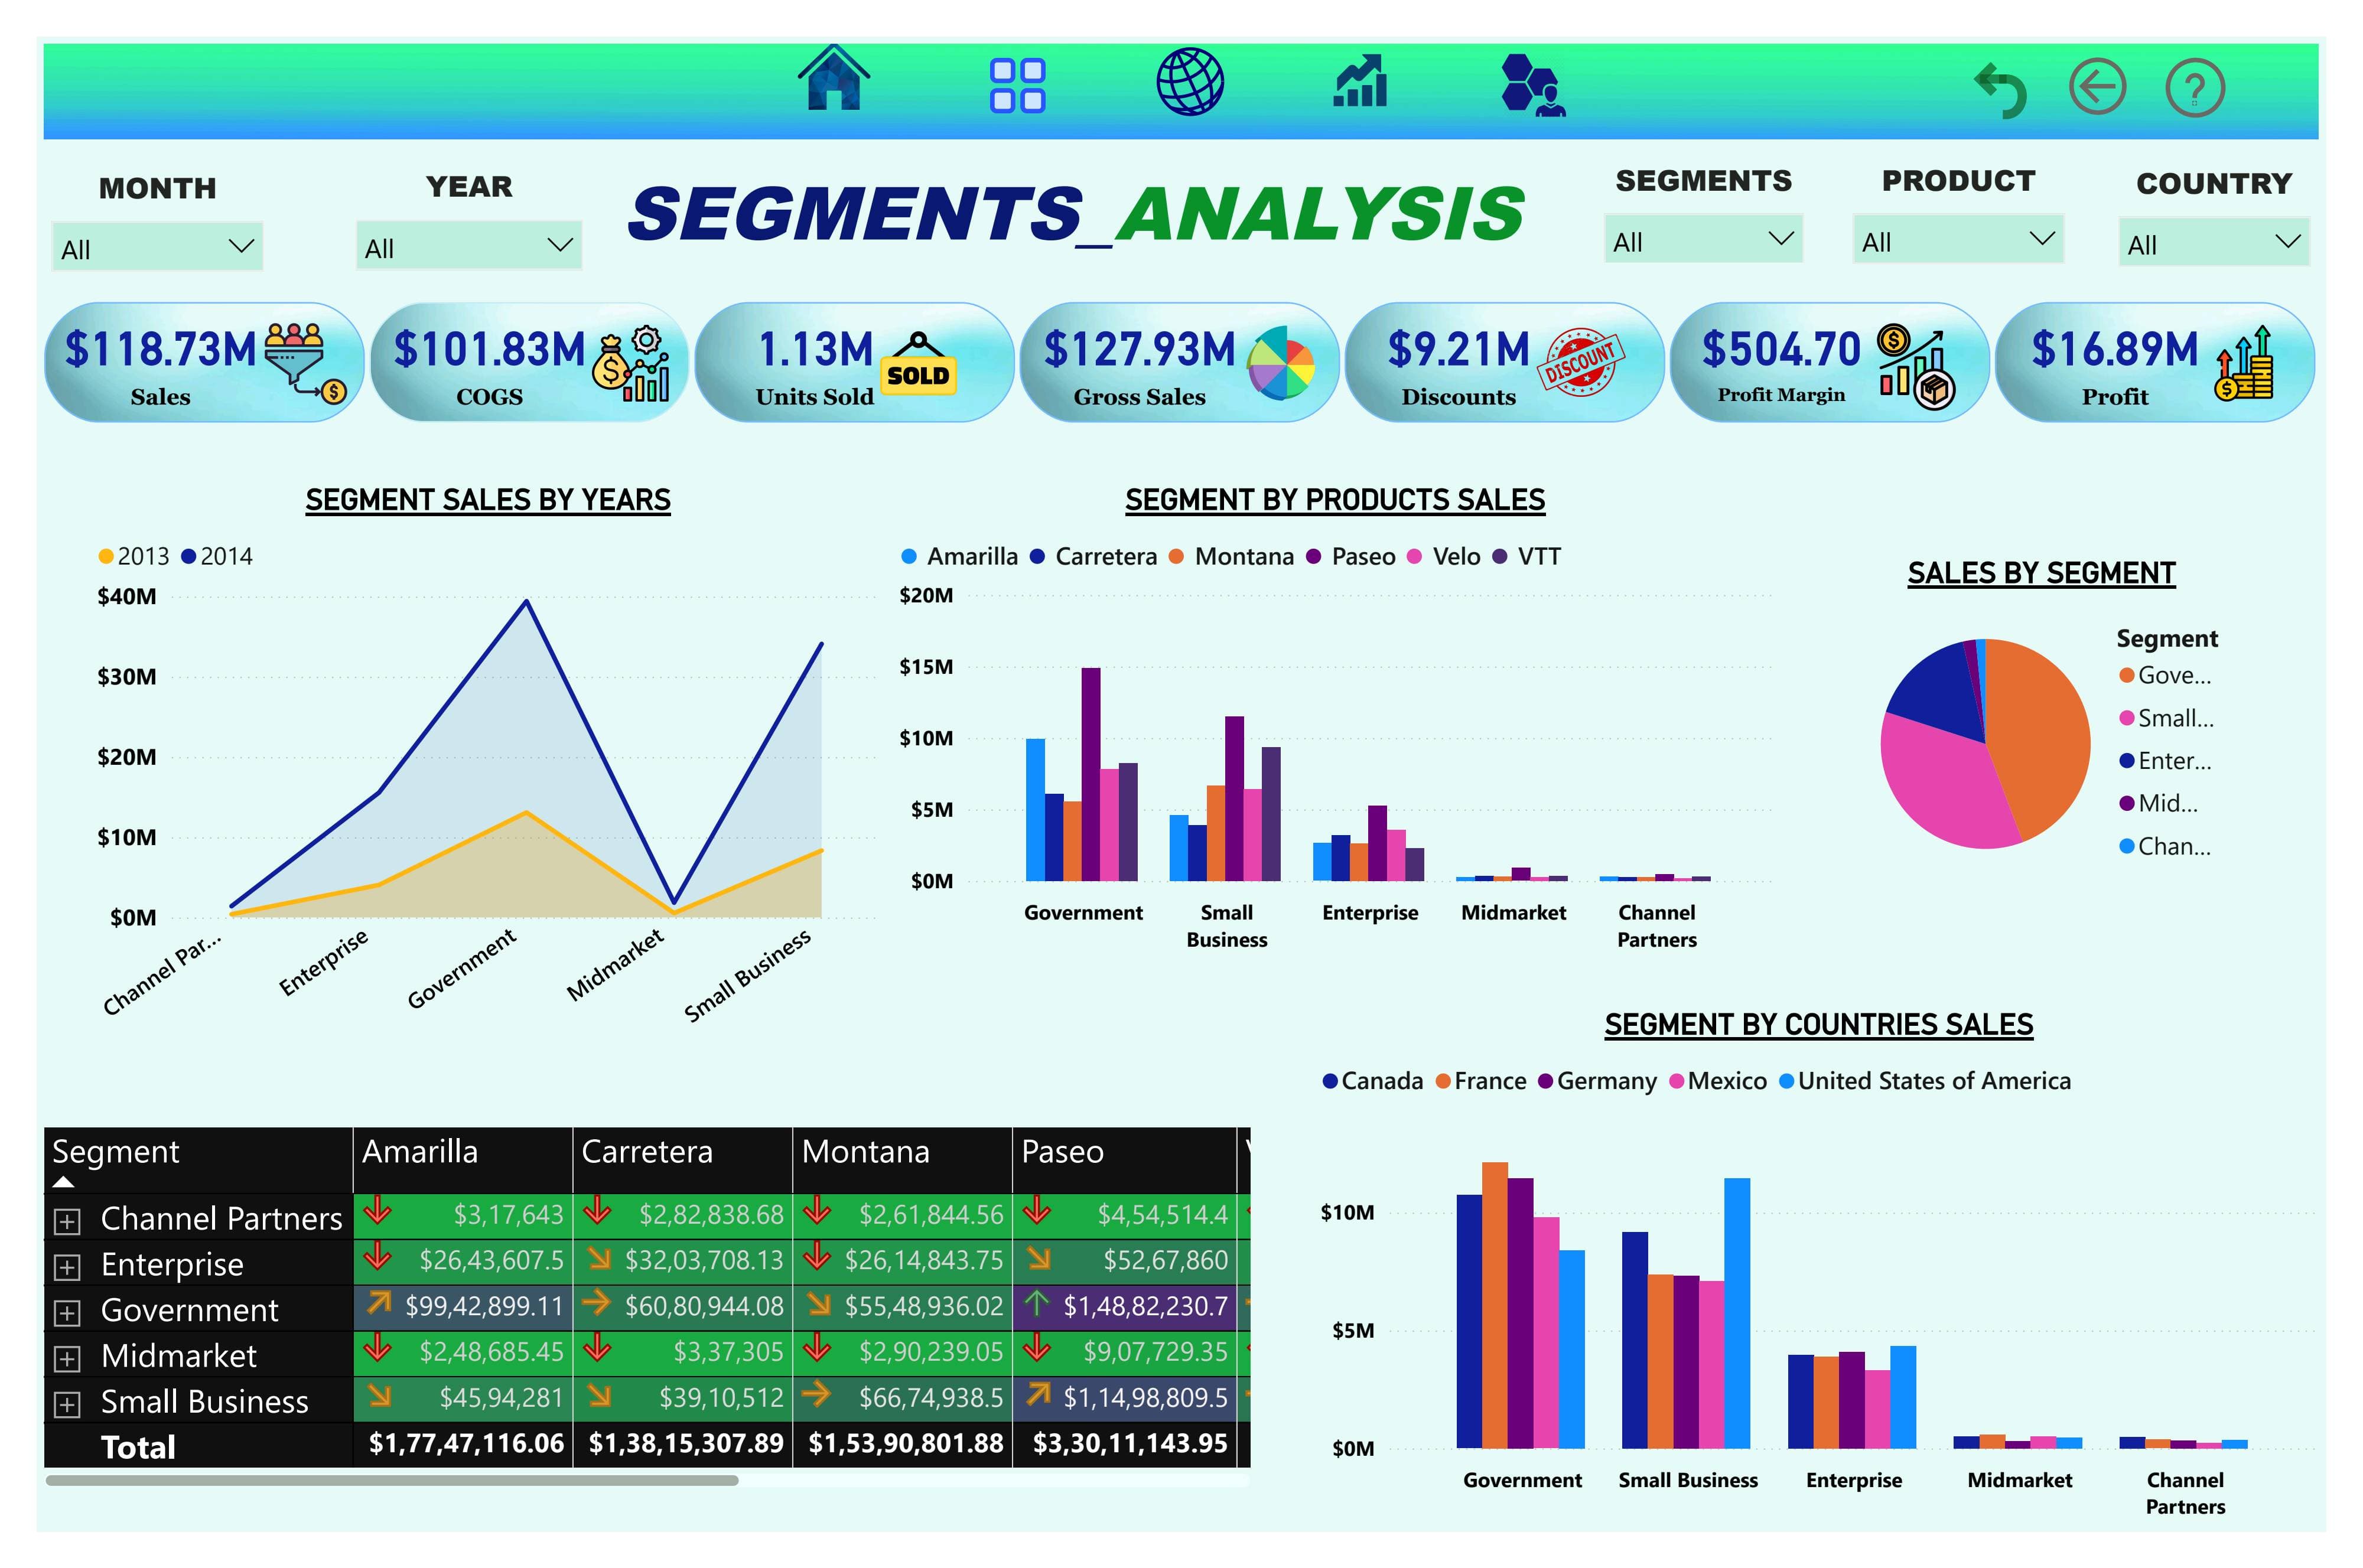 MONTH
YEAR
SEGMENTS_ANALYSIS
SEGMENTS
PRODUCT
COUNTRY
All
All
All
All
All
$118.73M
Sales
$101.83M
COGS
1.13M
Units Sold
SOLD
$127.93M
Gross Sales
$9.21M
Discounts
DISCOUNT
$504.70
Profit Margin
$16.89M
Profit
SEGMENT SALES BY YEARS
2013 2014
$40M
$30M
$20M
$10M
$0M
Channel Par...
Enterprise
Government
Midmarket
Small Business
SEGMENT BY PRODUCTS SALES
Amarilla Carretera Montana Paseo Velo VTT
$20M
$15M
$10M
$5M
$0M
Government
Small
Business
Enterprise
Midmarket
Channel
Partners
SALES BY SEGMENT
Segment
Gove...
Small...
Enter...
Mid...
Chan...
Segment Amarilla Carretera Montana Paseo
Channel Partners $3,17,643 $2,82,838.68 $2,61,844.56 $4,54,514.4
Enterprise $26,43,607.5 $32,03,708.13 $26,14,843.75 $52,67,860
Government $99,42,899.11 $60,80,944.08 $55,48,936.02 $1,48,82,230.7
Midmarket $2,48,685.45 $3,37,305 $2,90,239.05 $9,07,729.35
Small Business $45,94,281 $39,10,512 $66,74,938.5 $1,14,98,809.5
Total $1,77,47,116.06 $1,38,15,307.89 $1,53,90,801.88 $3,30,11,143.95
SEGMENT BY COUNTRIES SALES
Canada France Germany Mexico United States of America
$10M
$5M
$0M
Government
Small Business
Enterprise
Midmarket
Channel
Partners